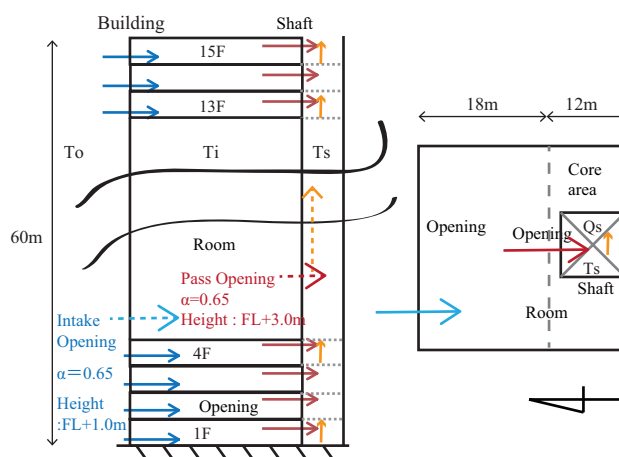 Building
Shaft
15F
13F
To
Ti
Ts
60m
Room
Pass Opening
α=0.65
Height : FL+3.0m
Intake
Opening
α＝0.65
Height
:FL+1.0m
4F
Opening
1F
18m
12m
Core
area
Opening
Opening
Qs
Ts
Shaft
Room